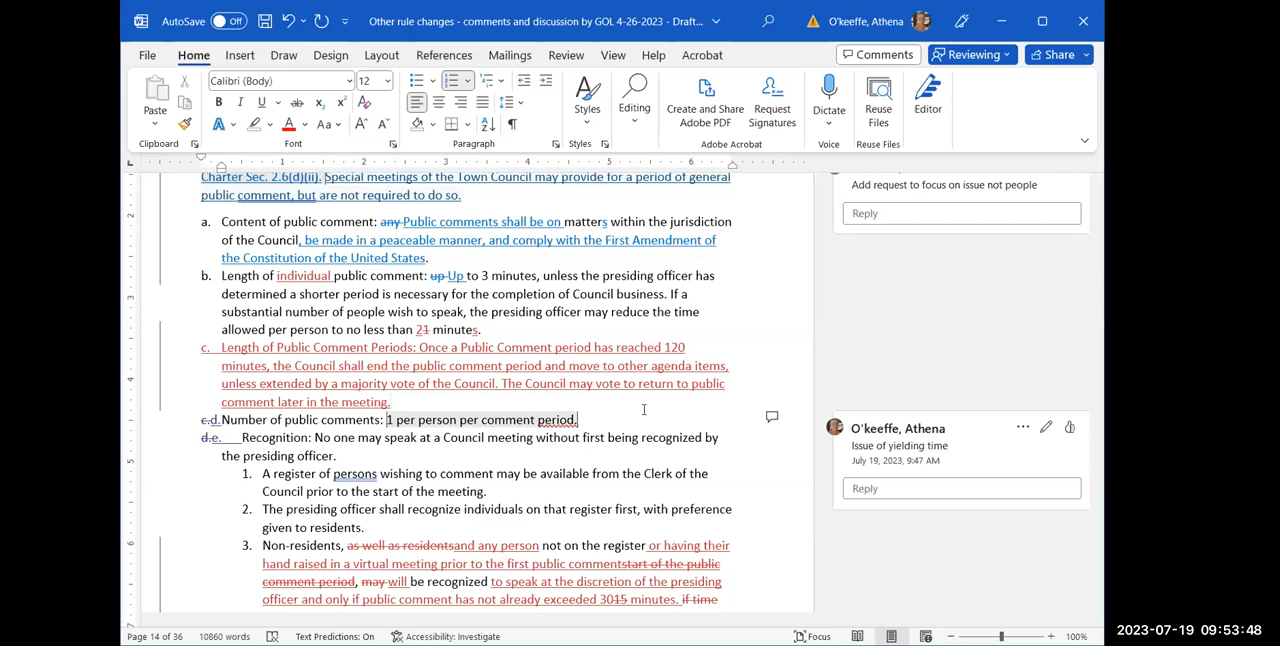 AutoSave Off Other rule changes - comments and discussion by GOL 4-26-2023 - Draft... O'keeffe, Athena
File Home Insert Draw Design Layout References Mailings Review View Help Acrobat Comments Reviewing Share
Calibri (Body) 12
Paste Styles Editing Create and Share Adobe PDF Request Signatures Dictate Reuse Files Editor
Clipboard Font Paragraph Styles Adobe Acrobat Voice Reuse Files
1 2 3 4 5 6
Charter Sec. 2.6(d)(ii). Special meetings of the Town Council may provide for a period of general
public comment, but are not required to do so.
a. Content of public comment: any Public comments shall be on matters within the jurisdiction
of the Council, be made in a peaceable manner, and comply with the First Amendment of
the Constitution of the United States.
b. Length of individual public comment: up Up to 3 minutes, unless the presiding officer has
determined a shorter period is necessary for the completion of Council business. If a
substantial number of people wish to speak, the presiding officer may reduce the time
allowed per person to no less than 21 minutes.
c. Length of Public Comment Periods: Once a Public Comment period has reached 120
minutes, the Council shall end the public comment period and move to other agenda items,
unless extended by a majority vote of the Council. The Council may vote to return to public
comment later in the meeting.
c.d. Number of public comments: 1 per person per comment period.
d.e. Recognition: No one may speak at a Council meeting without first being recognized by
the presiding officer.
1. A register of persons wishing to comment may be available from the Clerk of the
Council prior to the start of the meeting.
2. The presiding officer shall recognize individuals on that register first, with preference
given to residents.
3. Non-residents, as well as residentsand any person not on the register or having their
hand raised in a virtual meeting prior to the first public commentstart of the public
comment period, may will be recognized to speak at the discretion of the presiding
officer and only if public comment has not already exceeded 3015 minutes. if time
Add request to focus on issue not people
Reply
O'keeffe, Athena
Issue of yielding time
July 19, 2023, 9:47 AM
Reply
Page 14 of 36 10860 words Text Predictions: On Accessibility: Investigate Focus 100%
2023-07-19 09:53:48